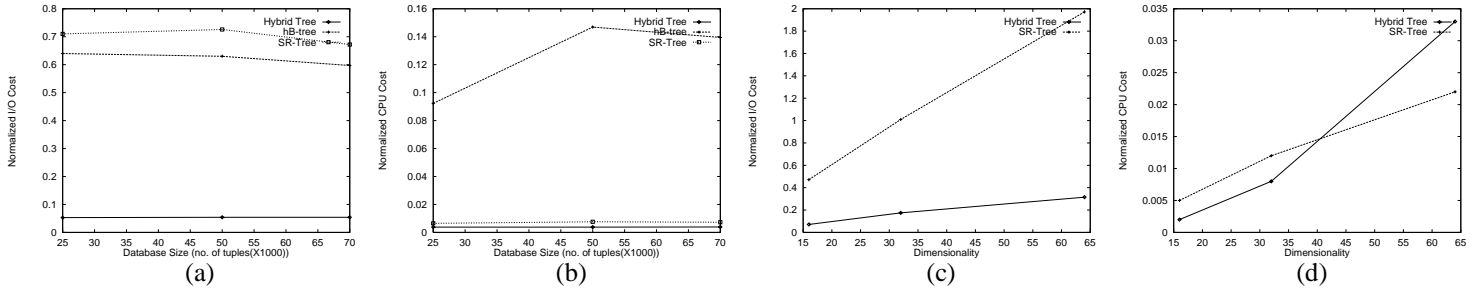 Normalized I/O Cost
0.8
0.7
0.6
0.5
0.4
0.3
0.2
0.1
0
25 30 35 40 45 50 55 60 65 70
Database Size (no. of tuples(X1000))
Hybrid Tree
hB-tree
SR-Tree
(a)
Normalized CPU Cost
0.16
0.14
0.12
0.1
0.08
0.06
0.04
0.02
0
25 30 35 40 45 50 55 60 65 70
Database Size (no. of tuples(X1000))
Hybrid Tree
hB-tree
SR-Tree
(b)
Normalized I/O Cost
2
1.8
1.6
1.4
1.2
1
0.8
0.6
0.4
0.2
0
15 20 25 30 35 40 45 50 55 60 65
Dimensionality
Hybrid Tree
SR-Tree
(c)
Normalized CPU Cost
0.035
0.03
0.025
0.02
0.015
0.01
0.005
0
15 20 25 30 35 40 45 50 55 60 65
Dimensionality
Hybrid Tree
SR-Tree
(d)